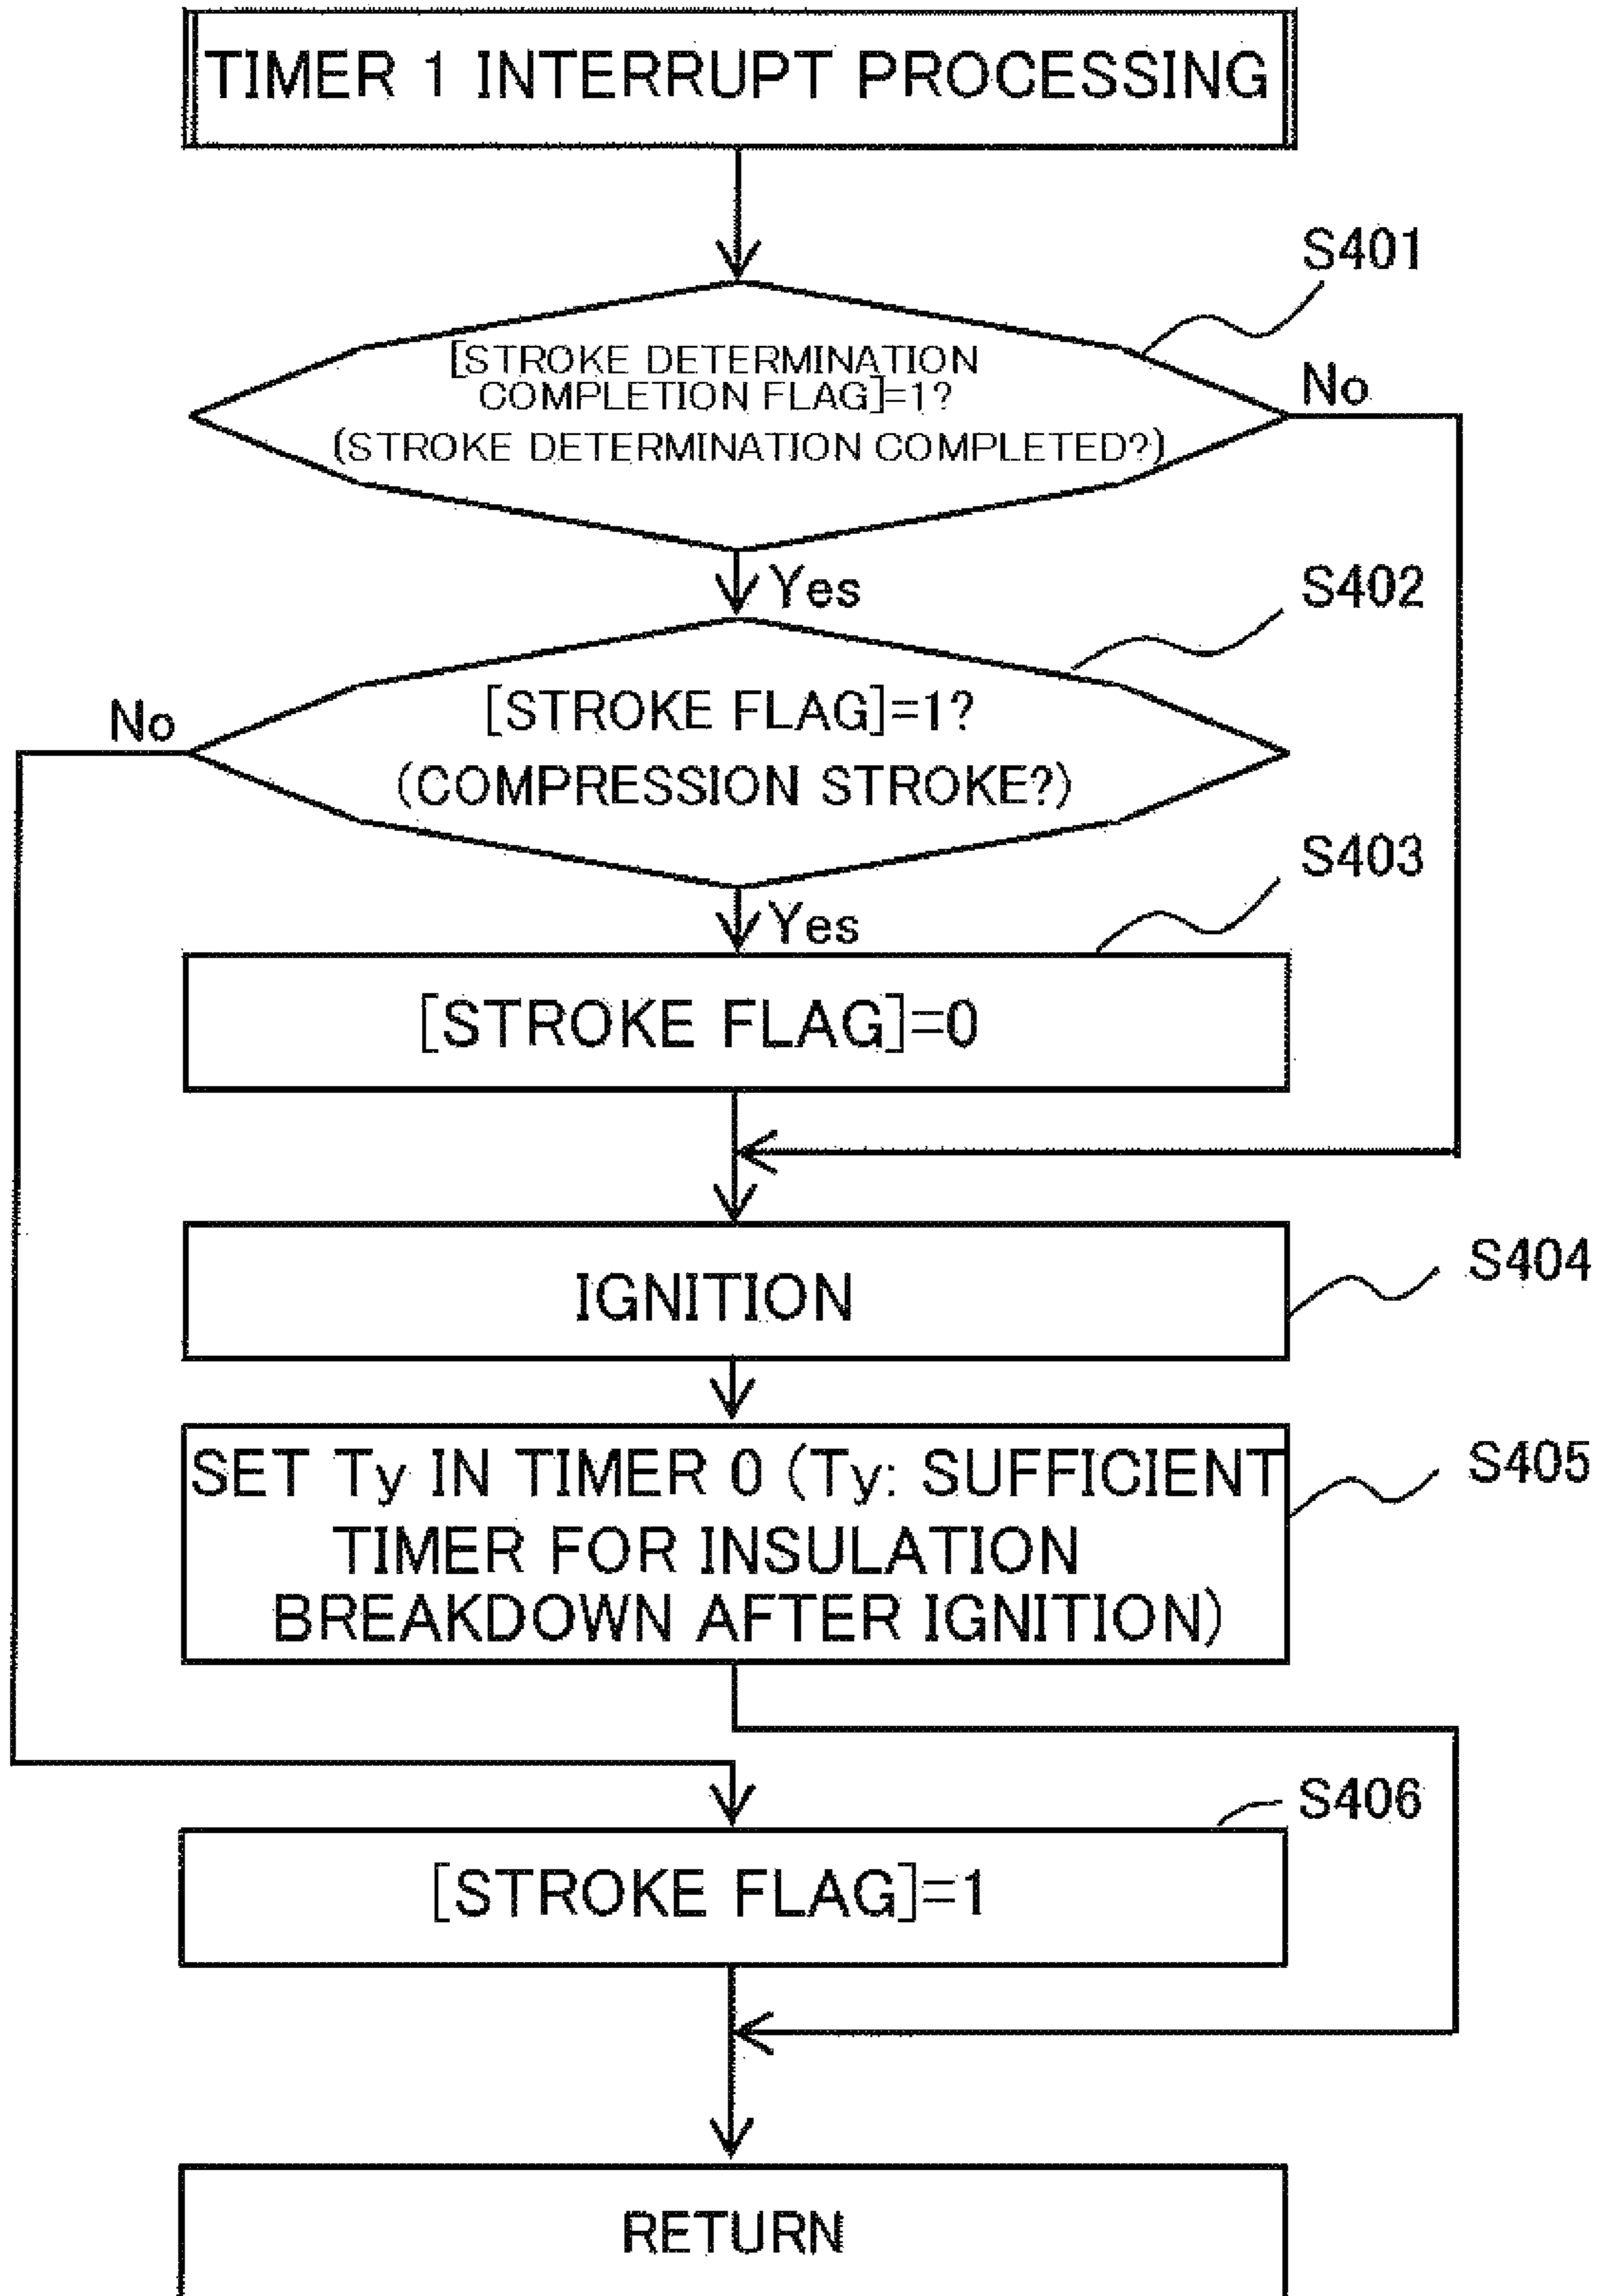 TIMER 1 INTERRUPT PROCESSING
S401
[STROKE DETERMINATION
COMPLETION FLAG]=1?
(STROKE DETERMINATION COMPLETED?)
No
Yes
S402
No
[STROKE FLAG]=1?
(COMPRESSION STROKE?)
S403
Yes
[STROKE FLAG]=0
IGNITION
S404
SET Ty IN TIMER 0 (Ty: SUFFICIENT
TIMER FOR INSULATION
BREAKDOWN AFTER IGNITION)
S405
S406
[STROKE FLAG]=1
RETURN